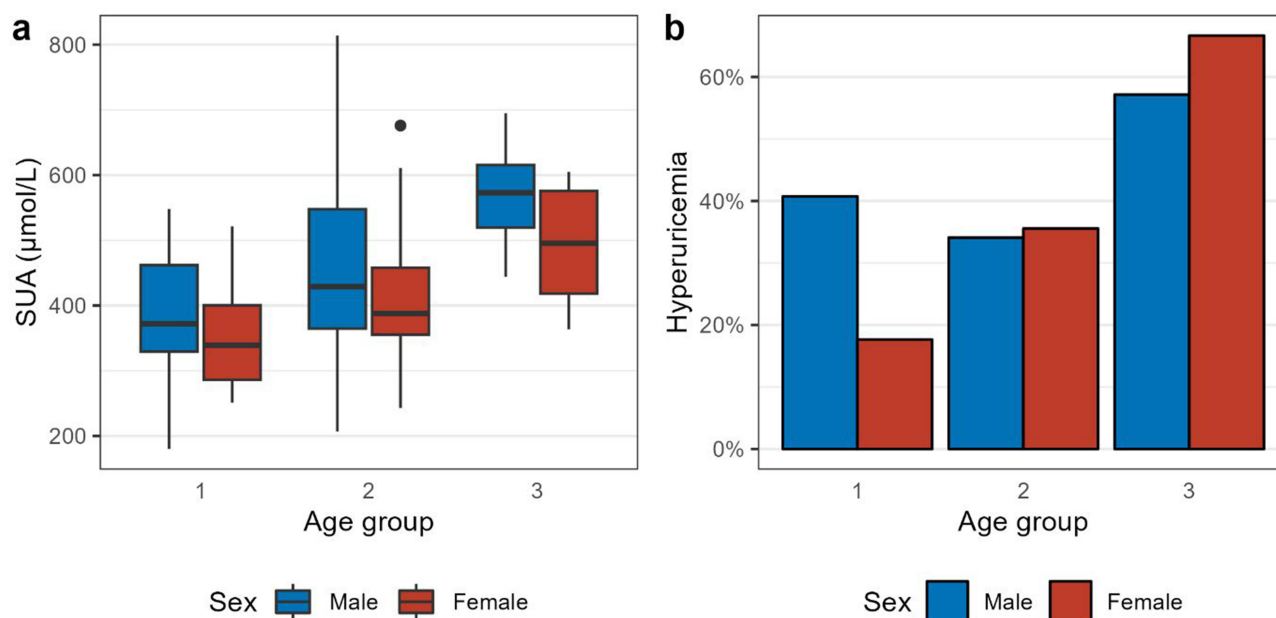 a
800
600
400
200
SUA (µmol/L)
1 2 3
Age group
Sex Male Female
b
60%
40%
20%
0%
Hyperuricemia
1 2 3
Age group
Sex Male Female